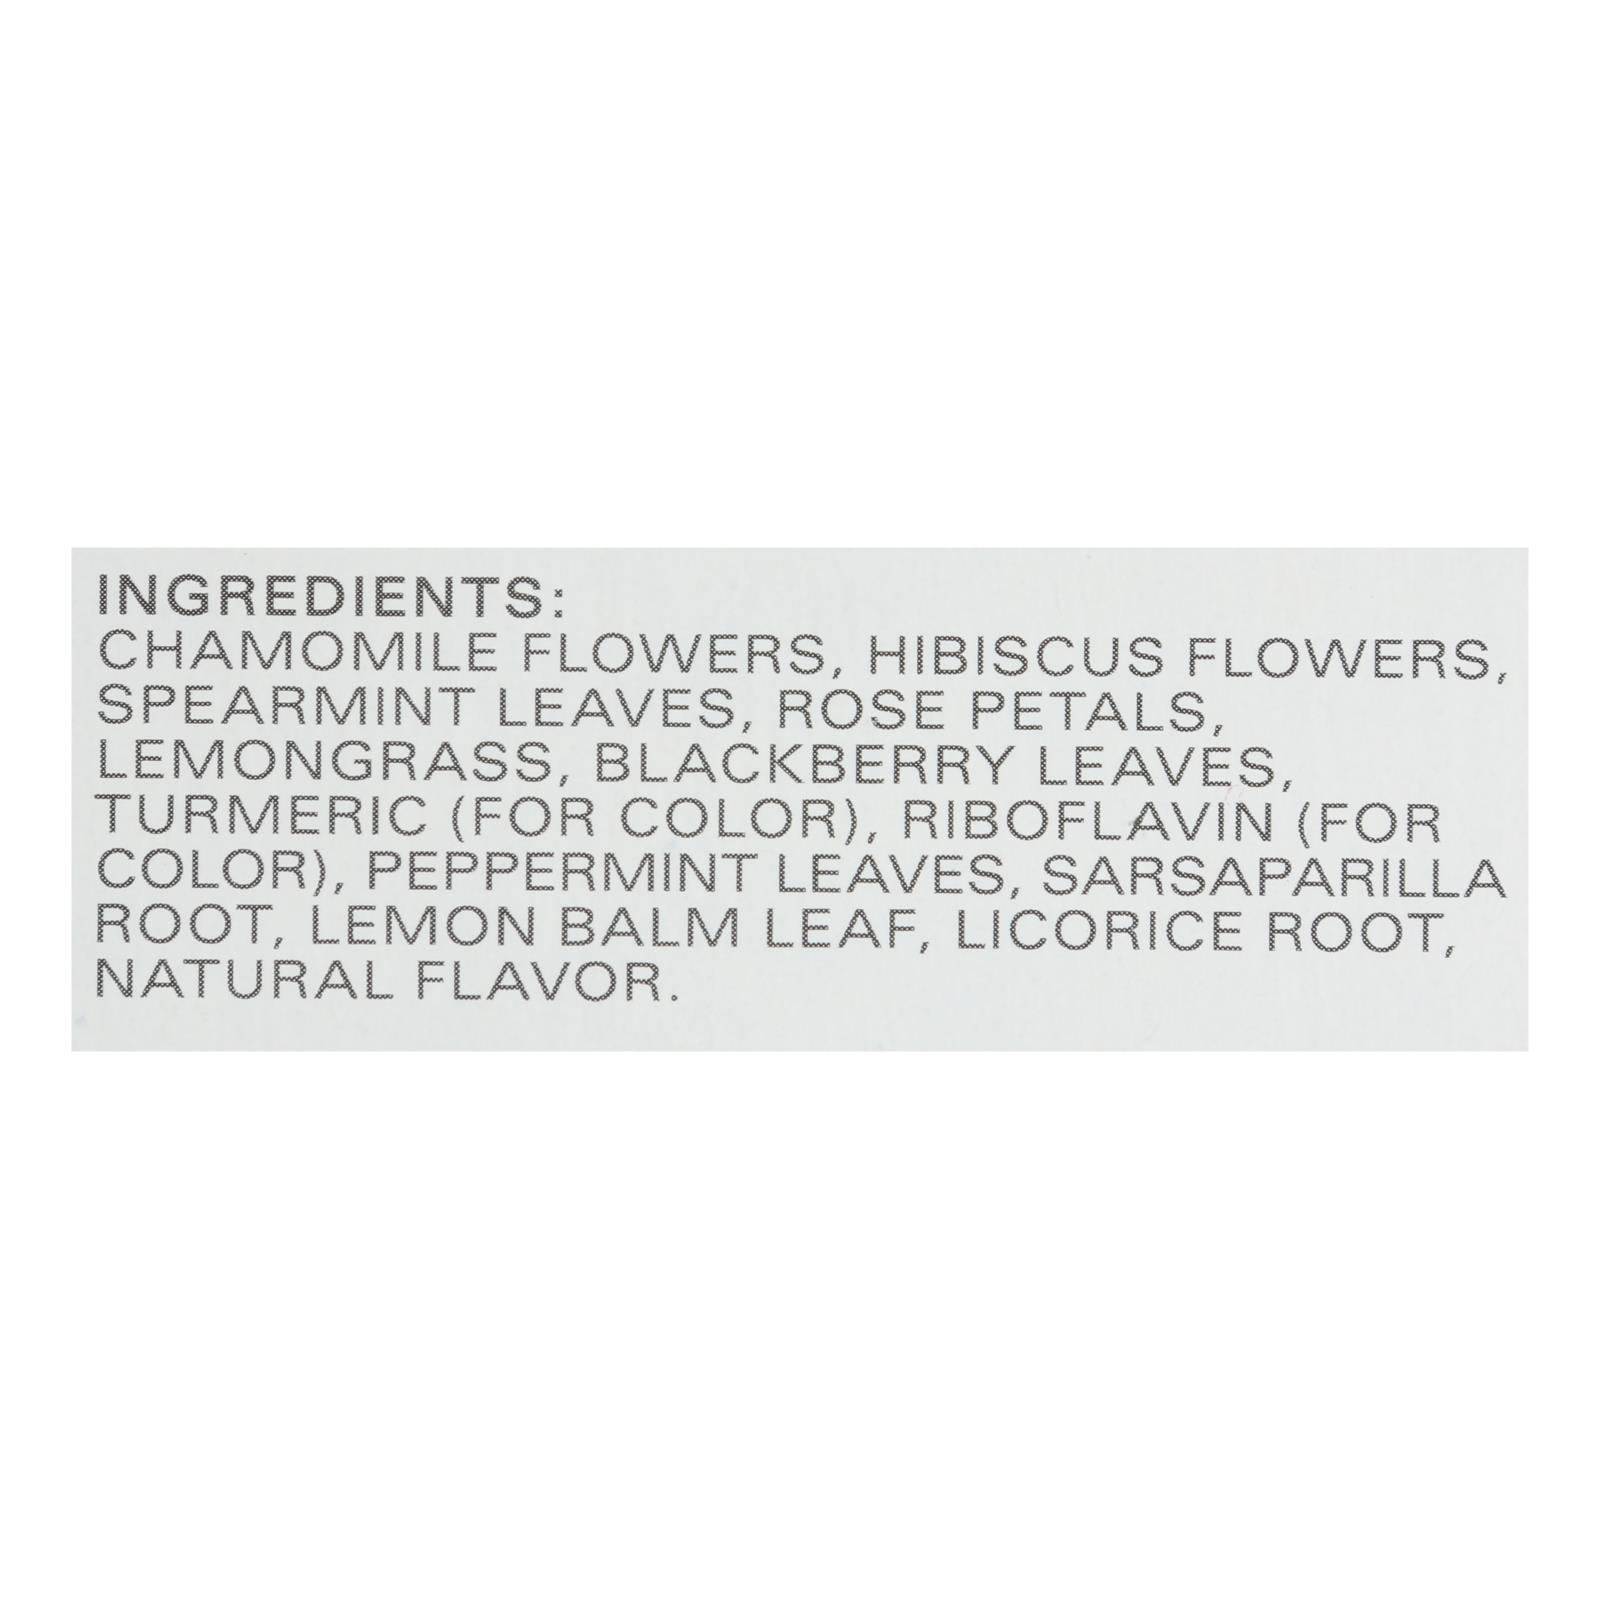 INGREDIENTS:
CHAMOMILE FLOWERS, HIBISCUS FLOWERS,
SPEARMINT LEAVES, ROSE PETALS,
LEMONGRASS, BLACKBERRY LEAVES,
TURMERIC (FOR COLOR), RIBOFLAVIN (FOR
COLOR), PEPPERMINT LEAVES, SARSAPARILLA
ROOT, LEMON BALM LEAF, LICORICE ROOT,
NATURAL FLAVOR.